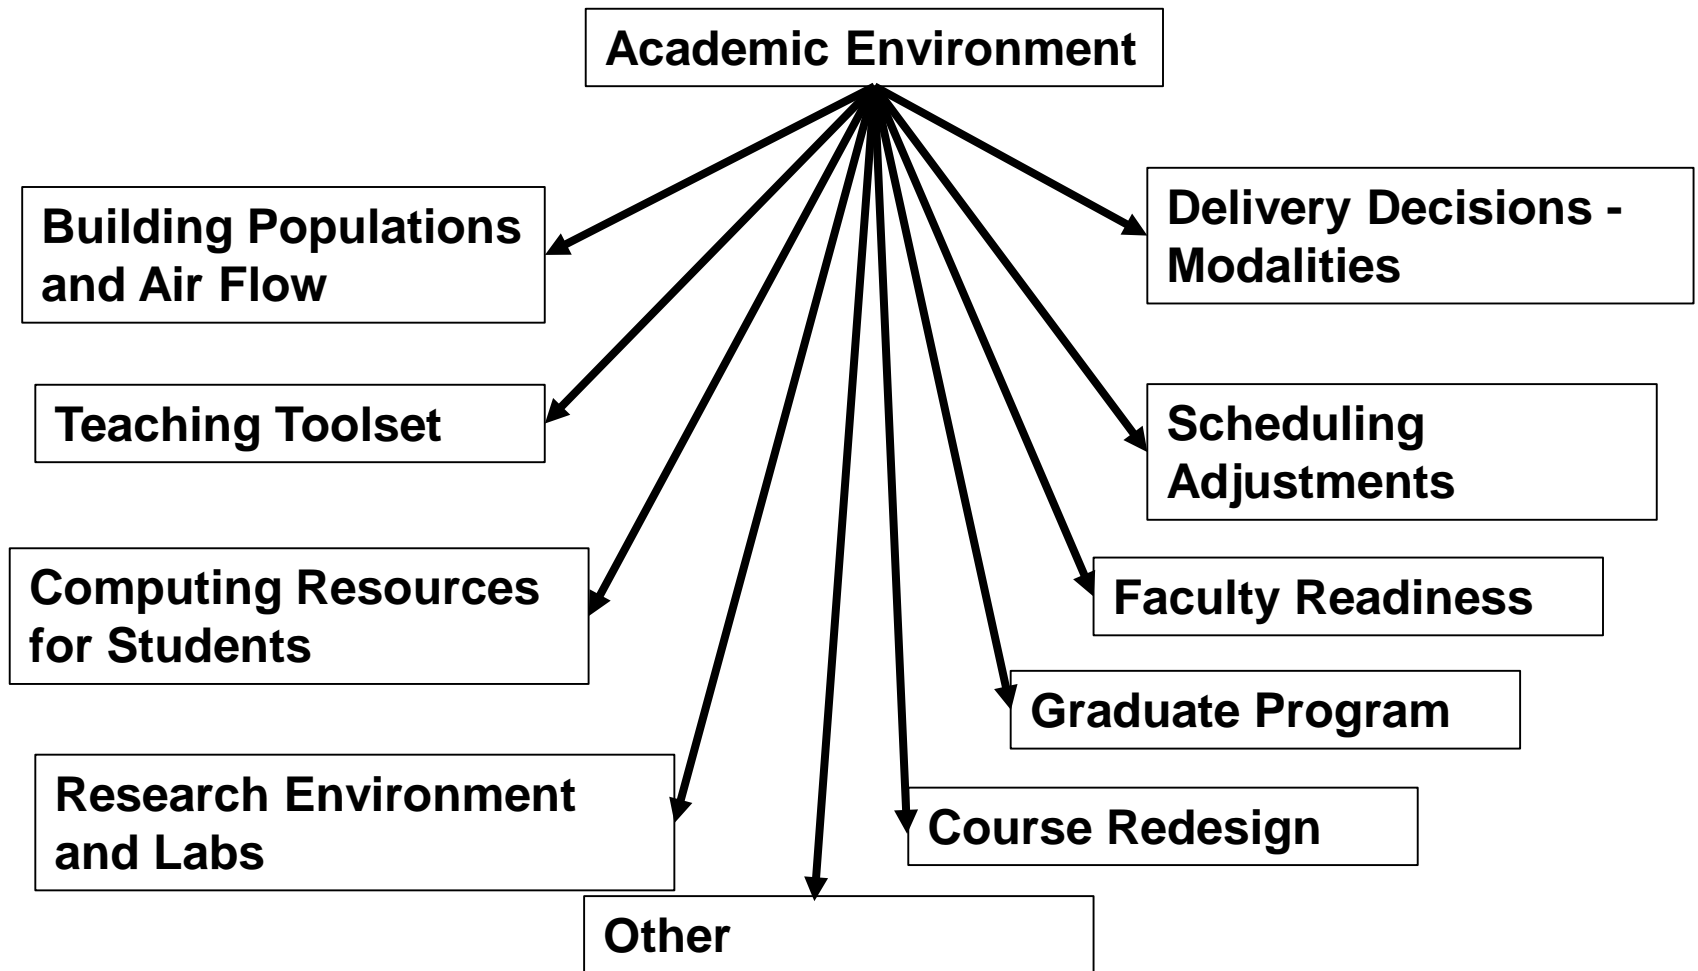 Academic Environment
Building Populations
and Air Flow
Delivery Decisions -
Modalities
Teaching Toolset
Scheduling
Adjustments
Computing Resources
for Students
Faculty Readiness
Graduate Program
Research Environment
and Labs
Course Redesign
Other